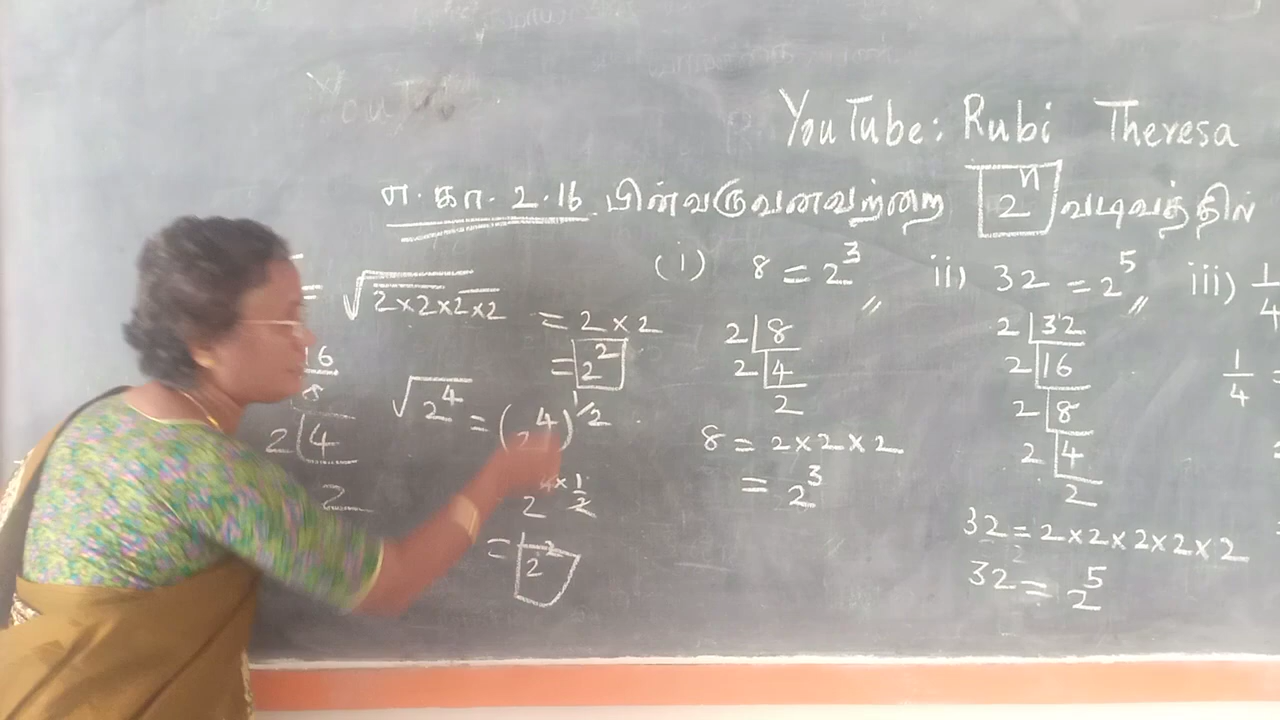 YouTube: Rubi Theresa
எ.கா. 2.16 பின்வருவனவற்றை 2ⁿ வடிவத்தில்
= √2×2×2×2
= 2×2
= 2²
16
8
2 4
2
√2⁴ = (2⁴)^1/2
2^4×1/2
= 2²
(i) 8 = 2³ //
2 8
2 4
2
8 = 2×2×2
= 2³
ii) 32 = 2⁵ //
2 32
2 16
2 8
2 4
2
32 = 2×2×2×2×2
32 = 2⁵
iii) 1/4
1/4 =